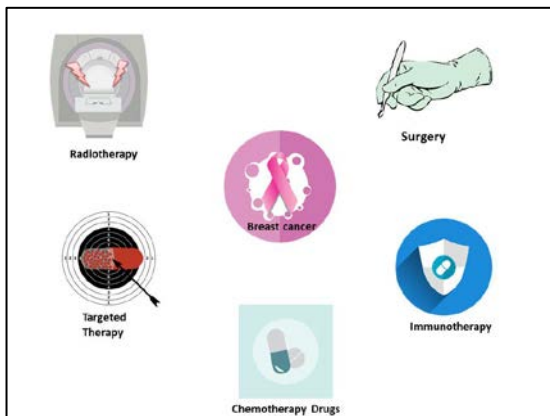 Radiotherapy
Surgery
Breast cancer
Targeted
Therapy
Immunotherapy
Chemotherapy Drugs